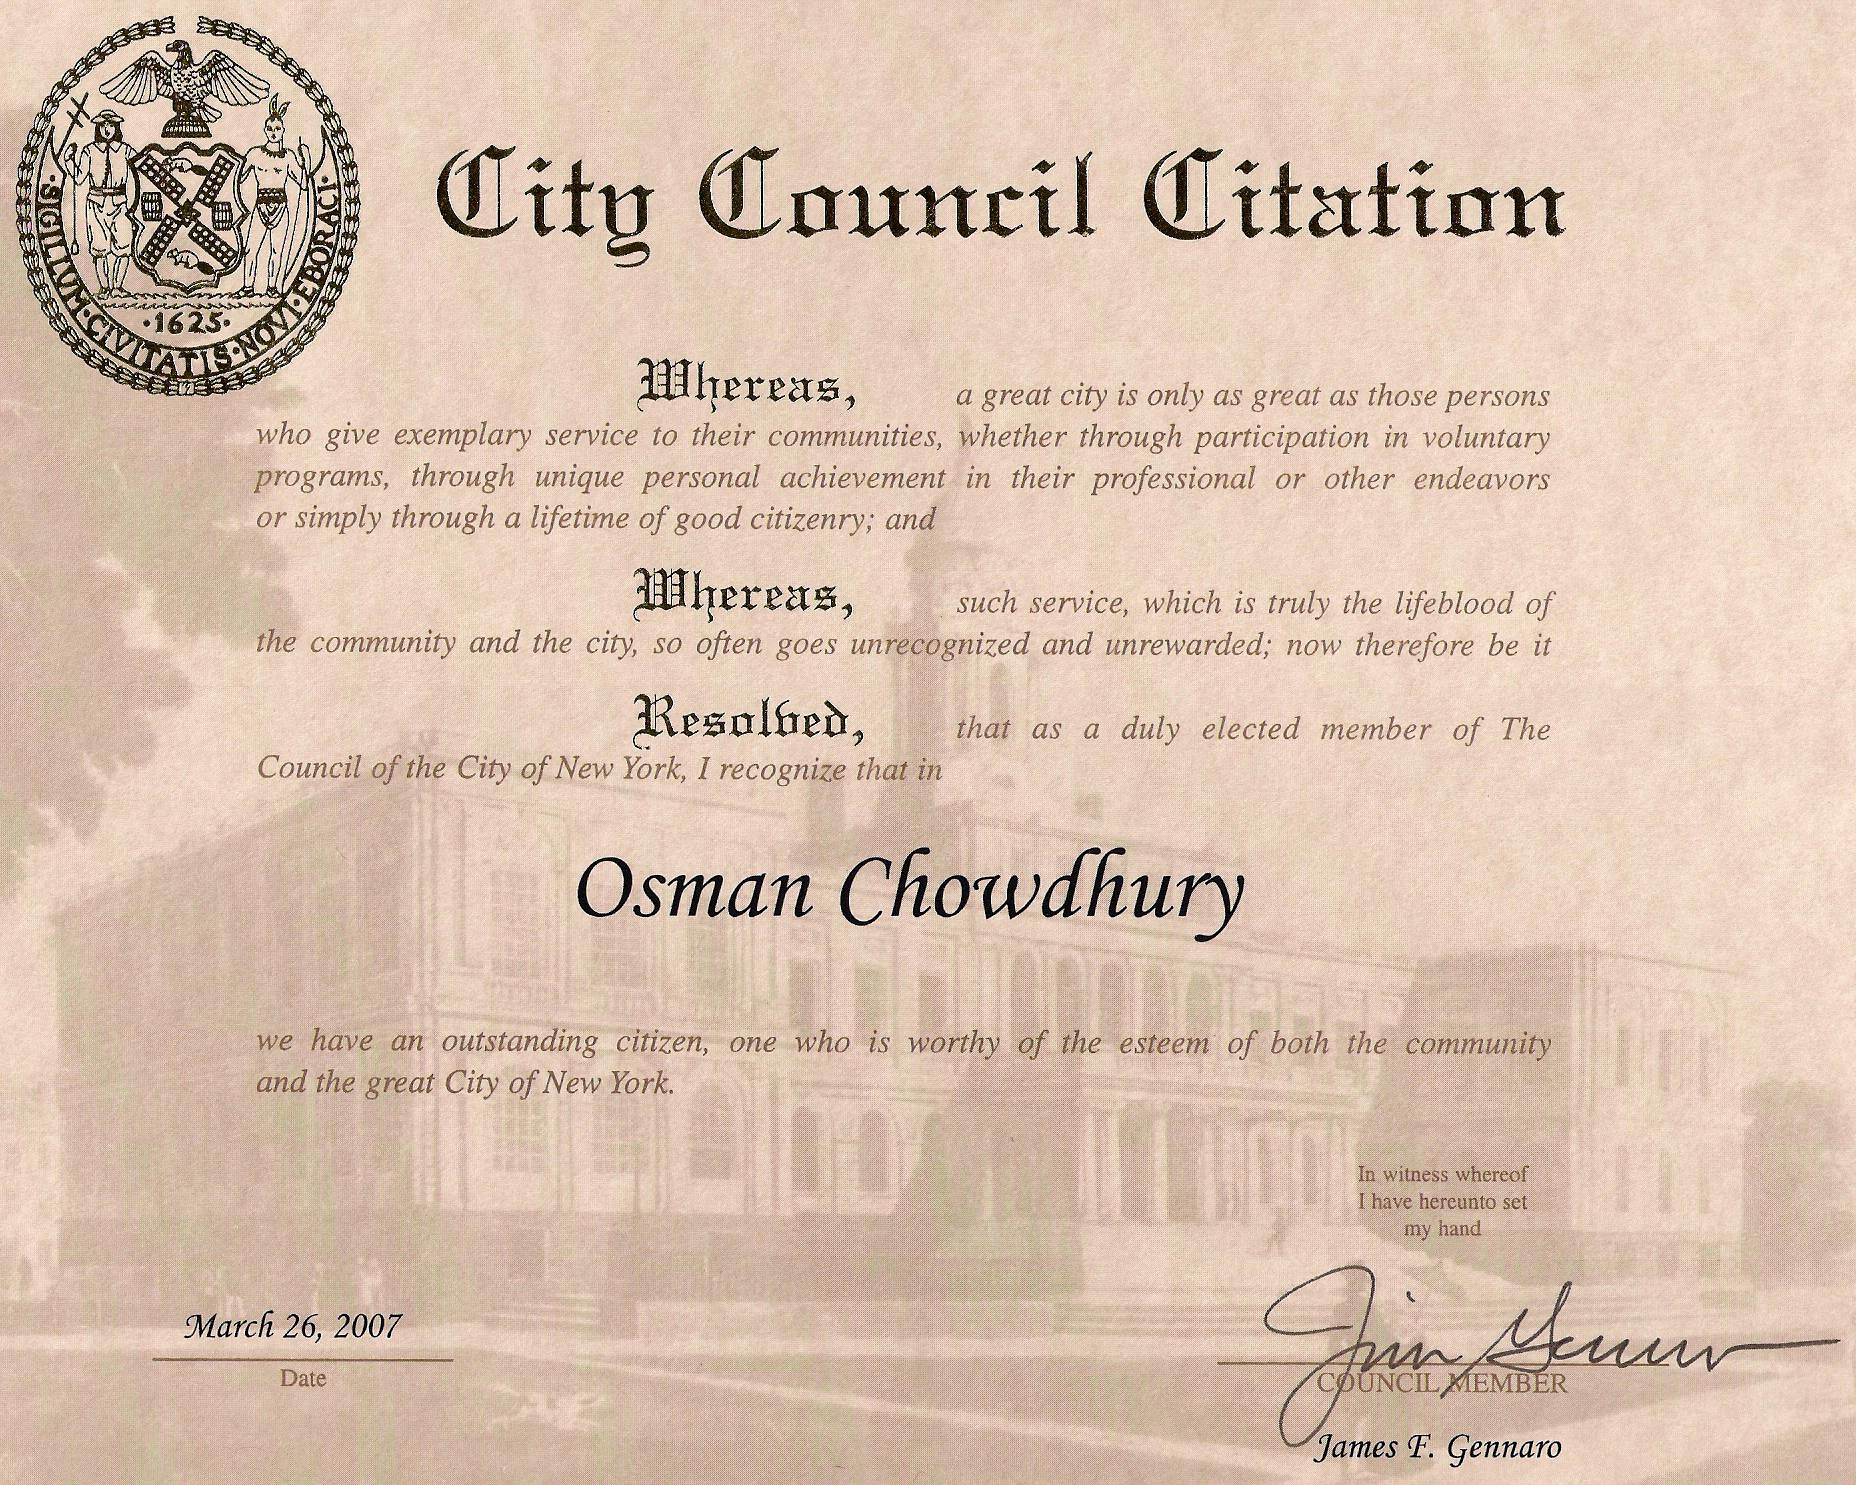 SIGILLUM·CIVITATIS·NOVI·EBORACI
·1625·
City Council Citation
Whereas, a great city is only as great as those persons
who give exemplary service to their communities, whether through participation in voluntary
programs, through unique personal achievement in their professional or other endeavors
or simply through a lifetime of good citizenry; and
Whereas, such service, which is truly the lifeblood of
the community and the city, so often goes unrecognized and unrewarded; now therefore be it
Resolved, that as a duly elected member of The
Council of the City of New York, I recognize that in
Osman Chowdhury
we have an outstanding citizen, one who is worthy of the esteem of both the community
and the great City of New York.
In witness whereof
I have hereunto set
my hand
March 26, 2007
Date
Jim Gennaro
COUNCIL MEMBER
James F. Gennaro